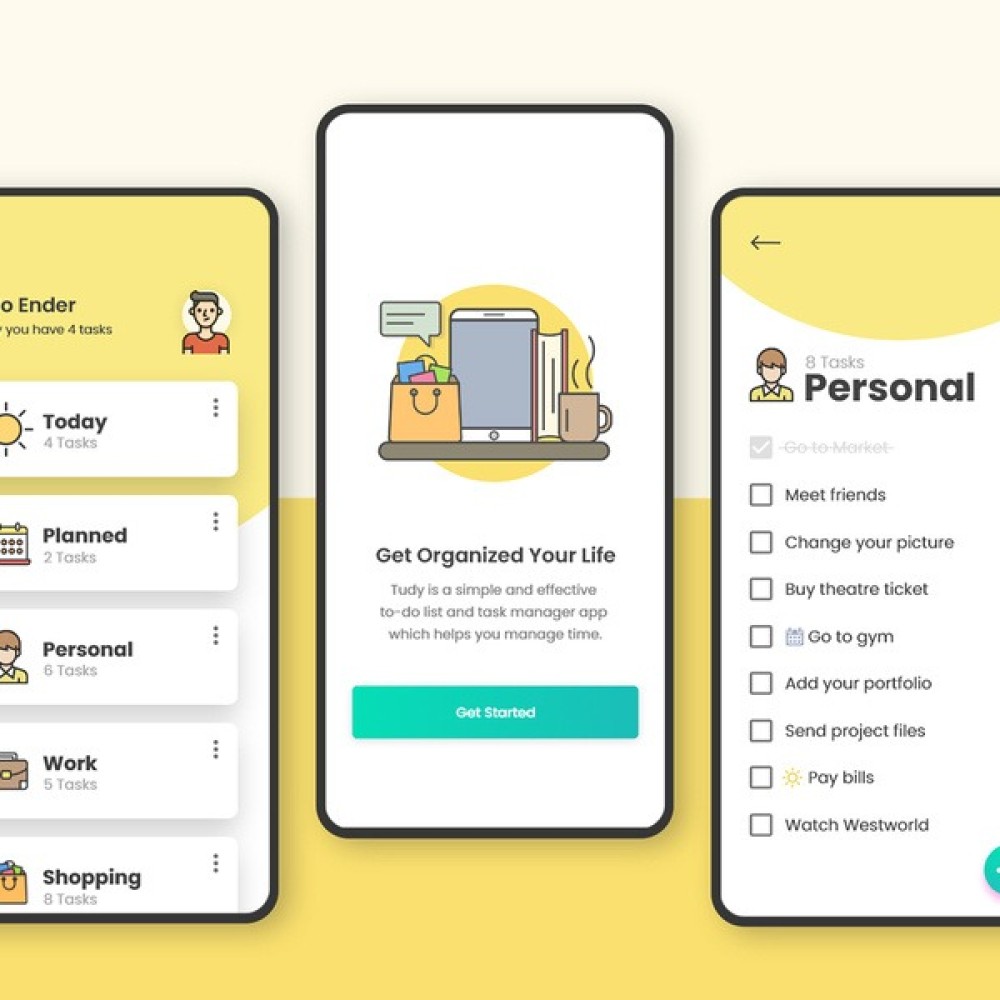 o Ender
you have 4 tasks
Today
4 Tasks
Planned
2 Tasks
Personal
6 Tasks
Work
5 Tasks
Shopping
8 Tasks
Get Organized Your Life
Tudy is a simple and effective
to-do list and task manager app
which helps you manage time.
Get Started
8 Tasks
Personal
Go to Market
Meet friends
Change your picture
Buy theatre ticket
Go to gym
Add your portfolio
Send project files
Pay bills
Watch Westworld